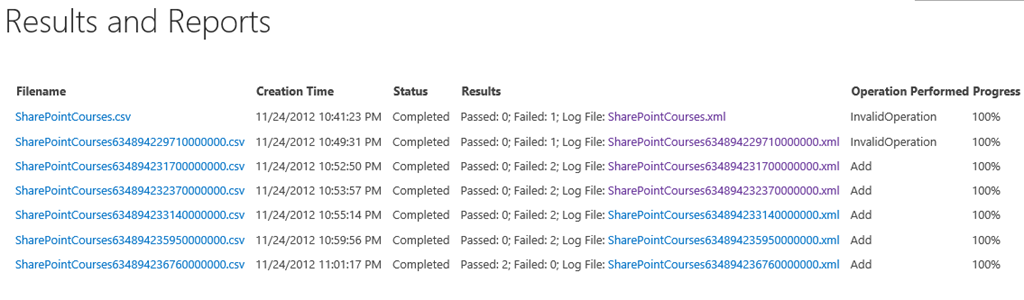 Results and Reports
Filename Creation Time Status Results Operation Performed Progress
SharePointCourses.csv 11/24/2012 10:41:23 PM Completed Passed: 0; Failed: 1; Log File: SharePointCourses.xml InvalidOperation 100%
SharePointCourses634894229710000000.csv 11/24/2012 10:49:31 PM Completed Passed: 0; Failed: 1; Log File: SharePointCourses634894229710000000.xml InvalidOperation 100%
SharePointCourses634894231700000000.csv 11/24/2012 10:52:50 PM Completed Passed: 0; Failed: 2; Log File: SharePointCourses634894231700000000.xml Add 100%
SharePointCourses634894232370000000.csv 11/24/2012 10:53:57 PM Completed Passed: 0; Failed: 2; Log File: SharePointCourses634894232370000000.xml Add 100%
SharePointCourses634894233140000000.csv 11/24/2012 10:55:14 PM Completed Passed: 0; Failed: 2; Log File: SharePointCourses634894233140000000.xml Add 100%
SharePointCourses634894235950000000.csv 11/24/2012 10:59:56 PM Completed Passed: 0; Failed: 2; Log File: SharePointCourses634894235950000000.xml Add 100%
SharePointCourses634894236760000000.csv 11/24/2012 11:01:17 PM Completed Passed: 2; Failed: 0; Log File: SharePointCourses634894236760000000.xml Add 100%